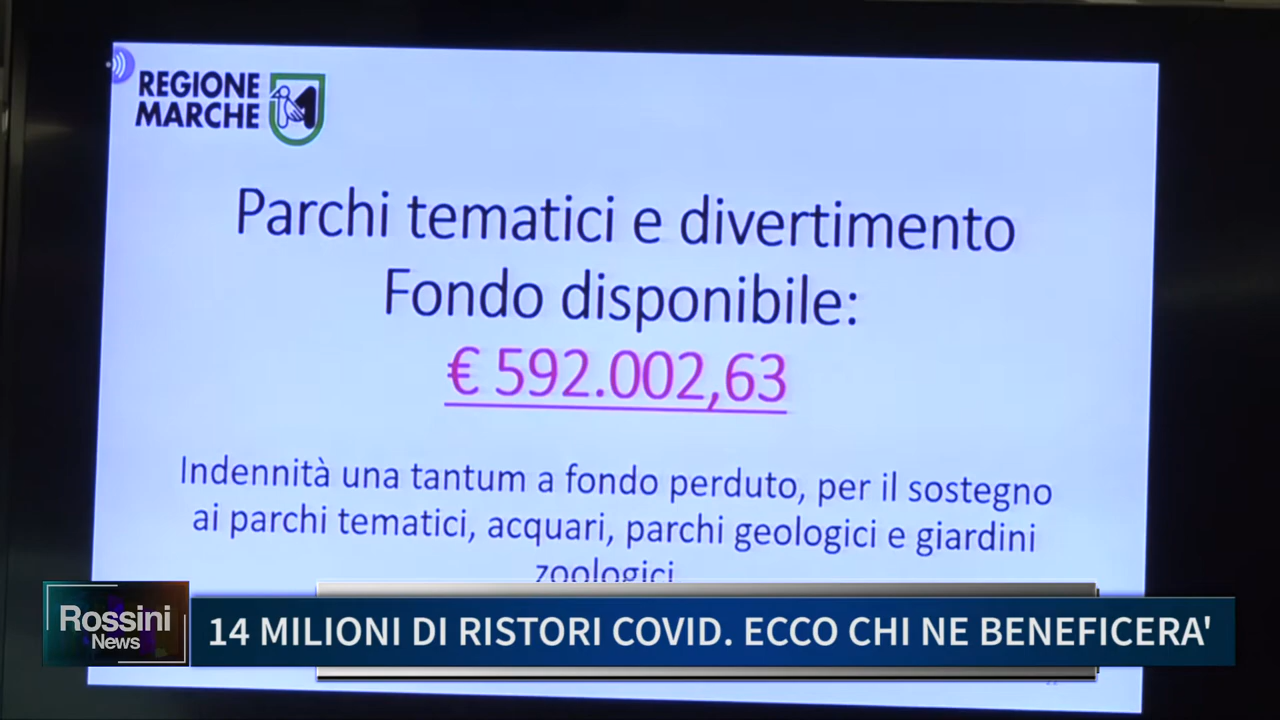 REGIONE
MARCHE
Parchi tematici e divertimento
Fondo disponibile:
€ 592.002,63
Indennità una tantum a fondo perduto, per il sostegno
ai parchi tematici, acquari, parchi geologici e giardini
zoologici
Rossini
News
14 MILIONI DI RISTORI COVID. ECCO CHI NE BENEFICERA'